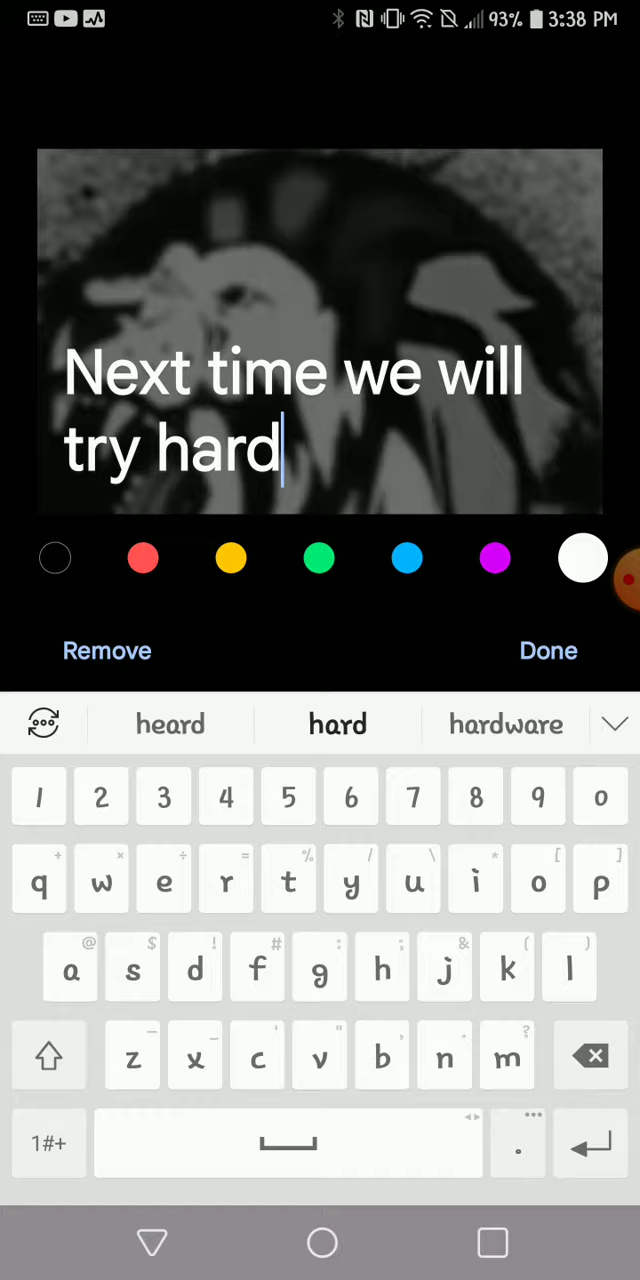 93% 3:38 PM
Next time we will
try hard
Remove Done
heard hard hardware
1 2 3 4 5 6 7 8 9 0
+ × ÷ = % / \ * [ ]
q w e r t y u i o p
@ $ ! # : ; & ( )
a s d f g h j k l
- _ ' " , . ?
z x c v b n m
1#+ .